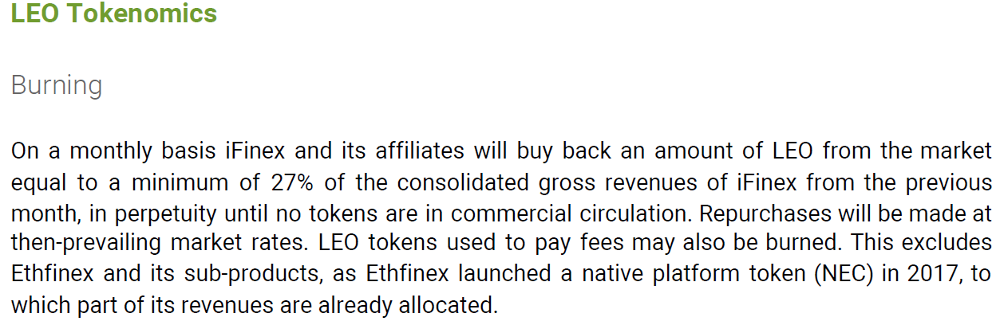 LEO Tokenomics
Burning
On a monthly basis iFinex and its affiliates will buy back an amount of LEO from the market
equal to a minimum of 27% of the consolidated gross revenues of iFinex from the previous
month, in perpetuity until no tokens are in commercial circulation. Repurchases will be made at
then-prevailing market rates. LEO tokens used to pay fees may also be burned. This excludes
Ethfinex and its sub-products, as Ethfinex launched a native platform token (NEC) in 2017, to
which part of its revenues are already allocated.